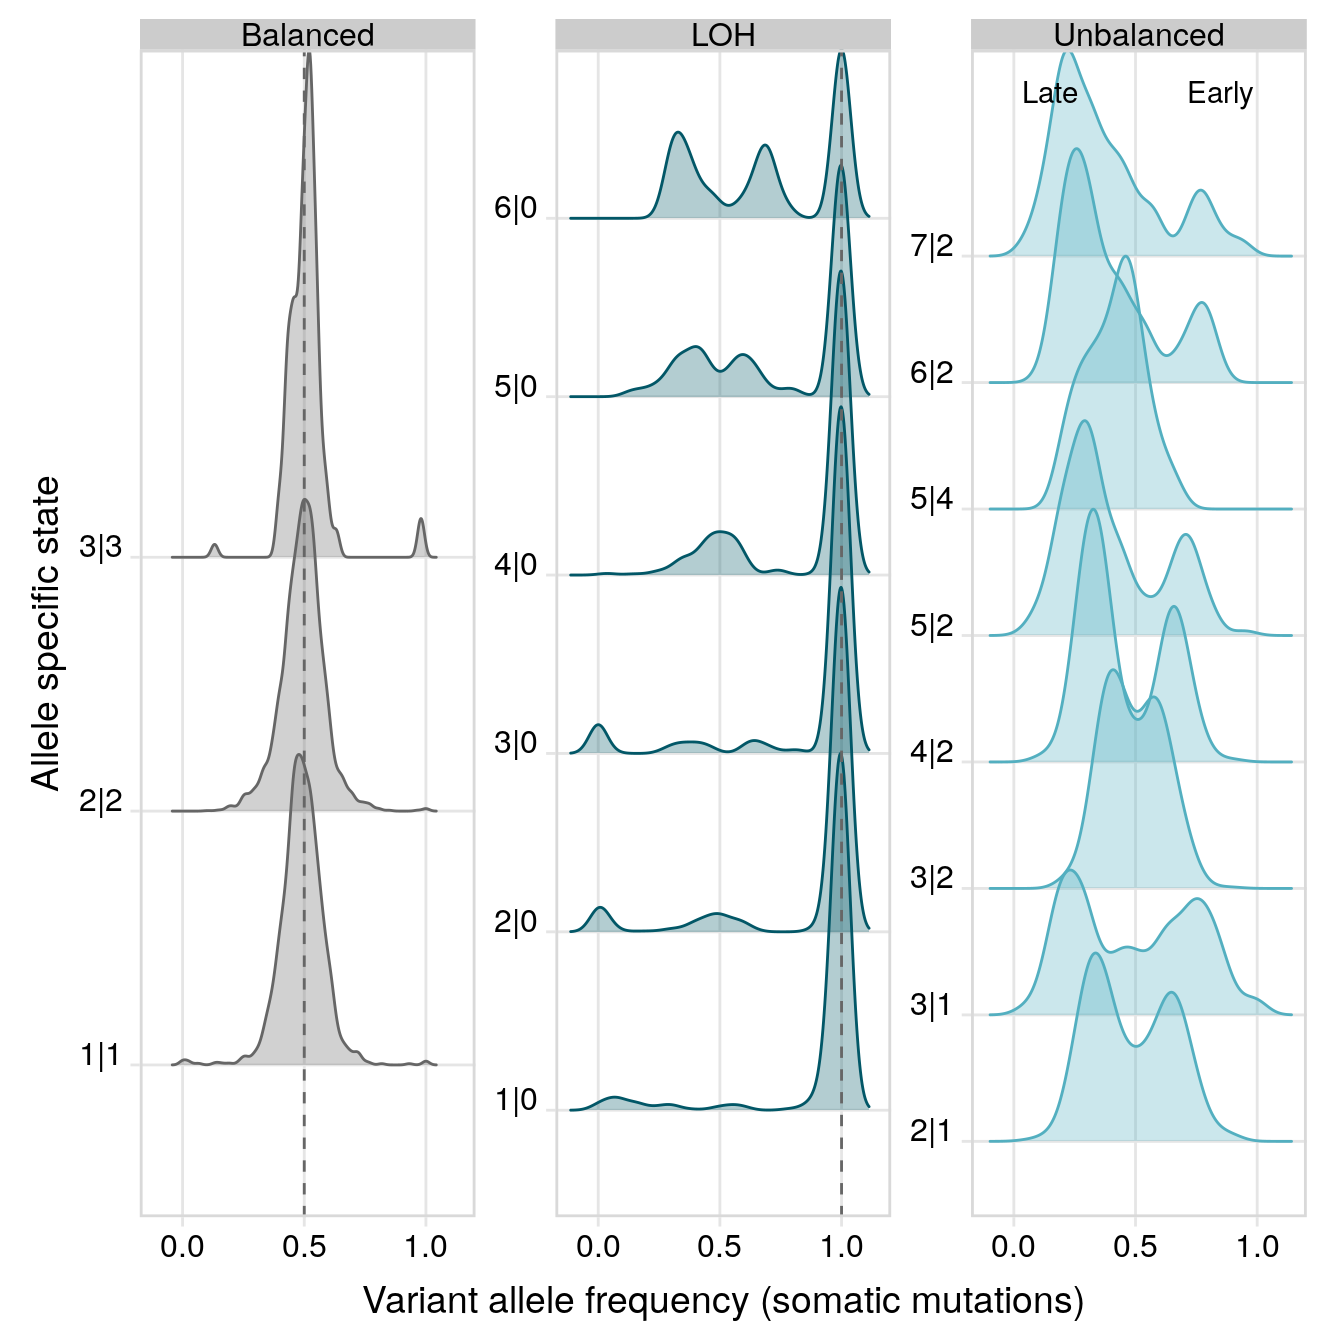 Balanced
LOH
Unbalanced
Late
Early
Allele specific state
3|3
2|2
1|1
6|0
5|0
4|0
3|0
2|0
1|0
7|2
6|2
5|4
5|2
4|2
3|2
3|1
2|1
0.0 0.5 1.0
0.0 0.5 1.0
0.0 0.5 1.0
Variant allele frequency (somatic mutations)